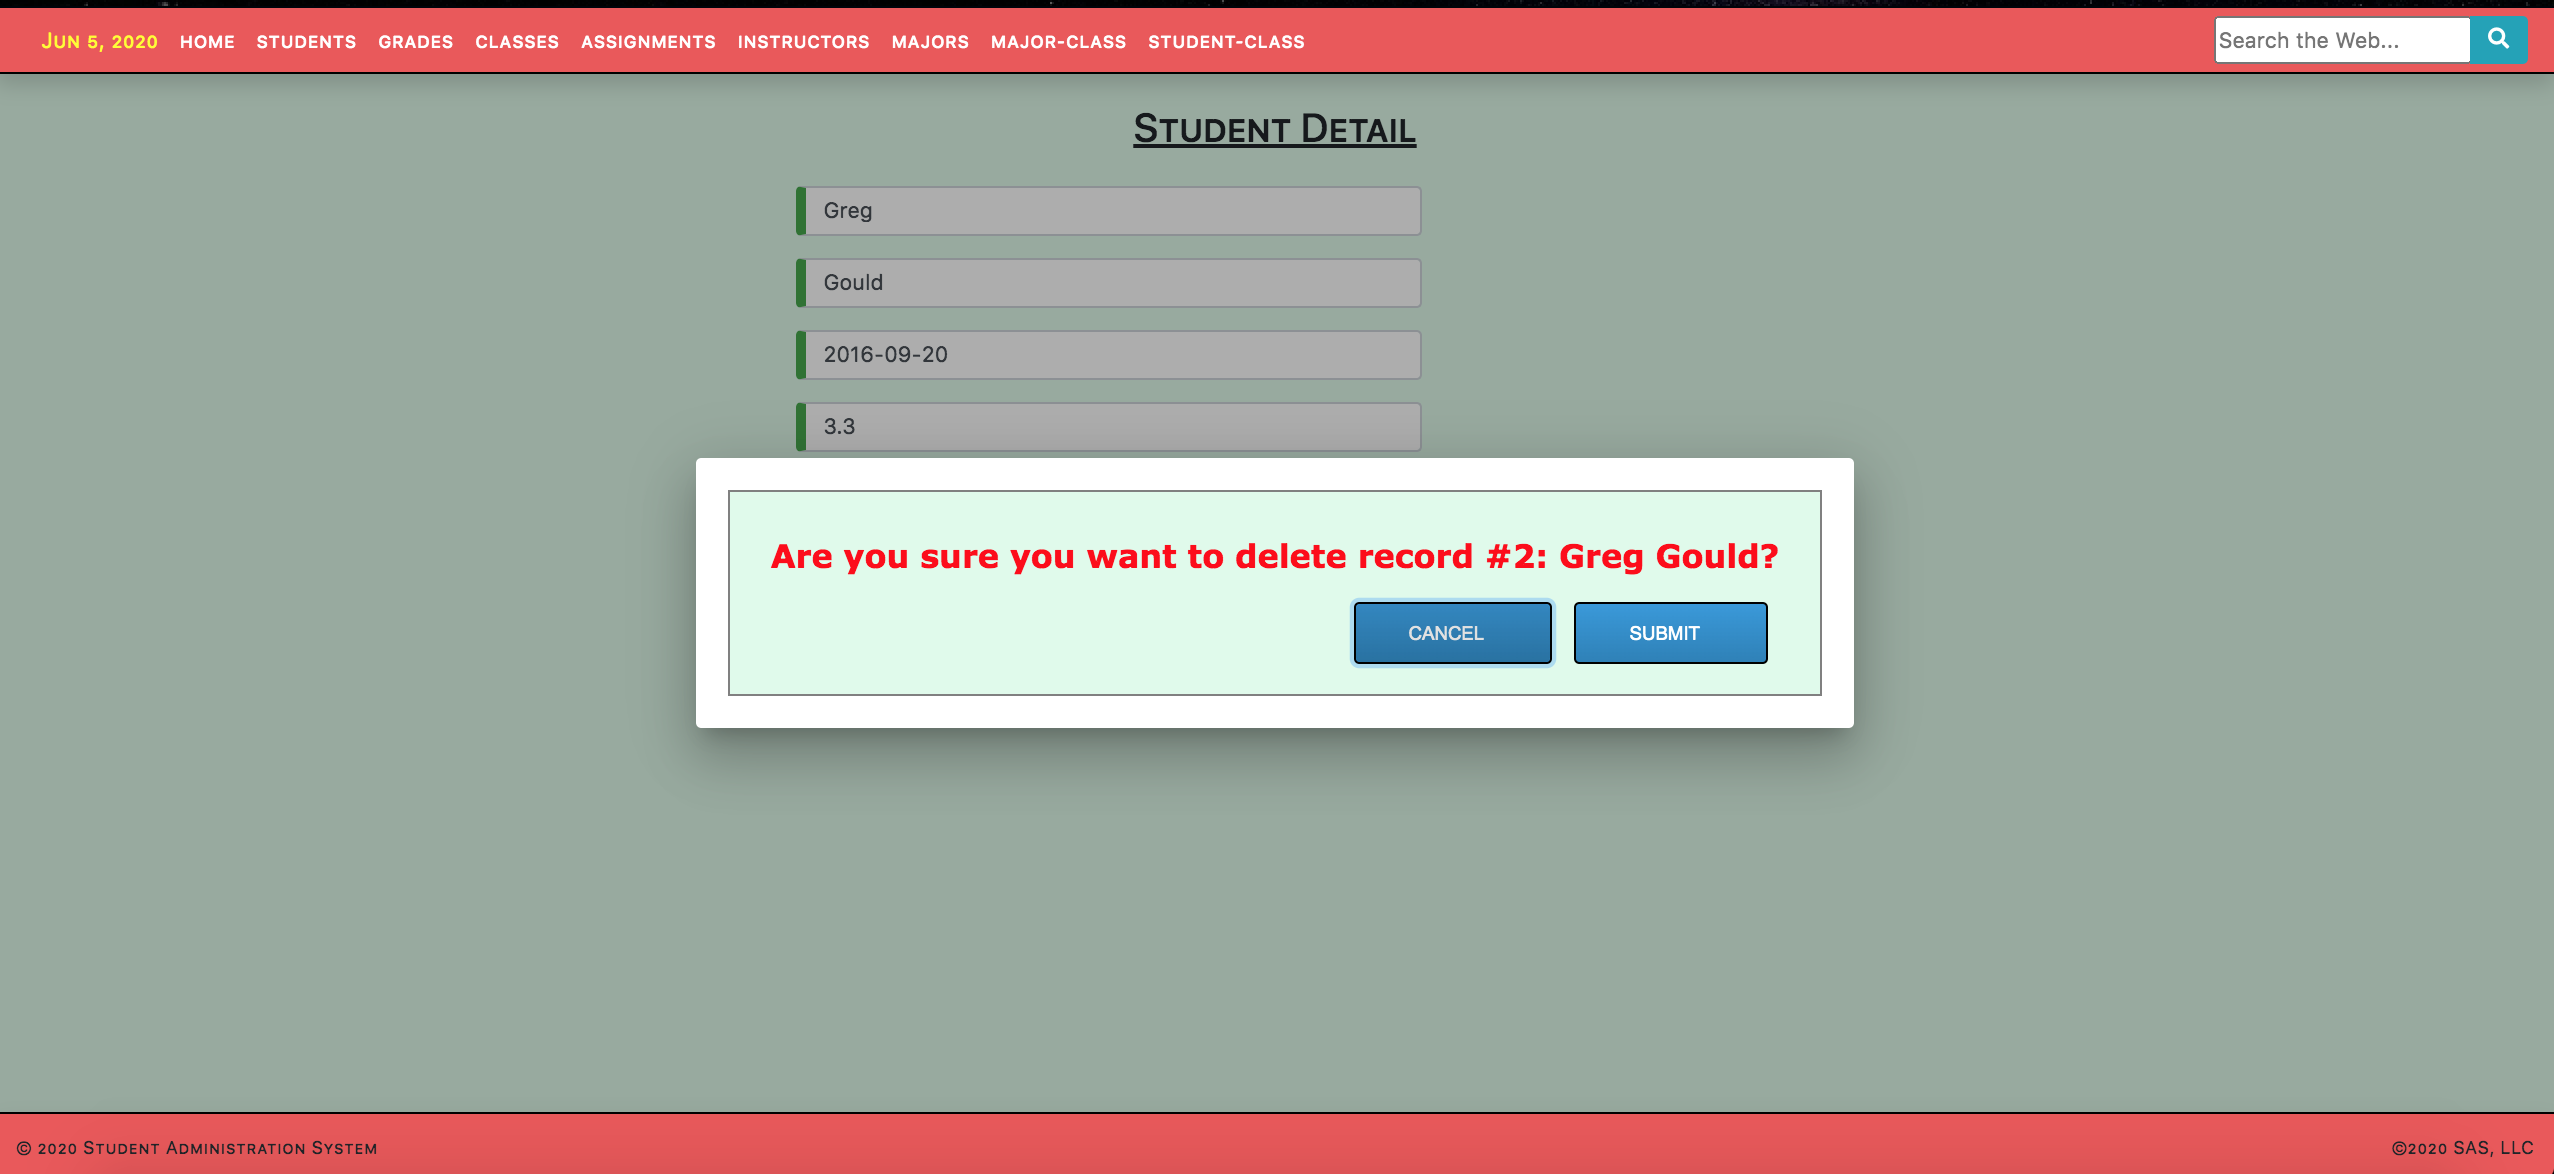 Jun 5, 2020 HOME STUDENTS GRADES CLASSES ASSIGNMENTS INSTRUCTORS MAJORS MAJOR-CLASS STUDENT-CLASS Search the Web...
Student Detail
Greg
Gould
2016-09-20
3.3
Are you sure you want to delete record #2: Greg Gould?
CANCEL SUBMIT
© 2020 Student Administration System ©2020 SAS, LLC